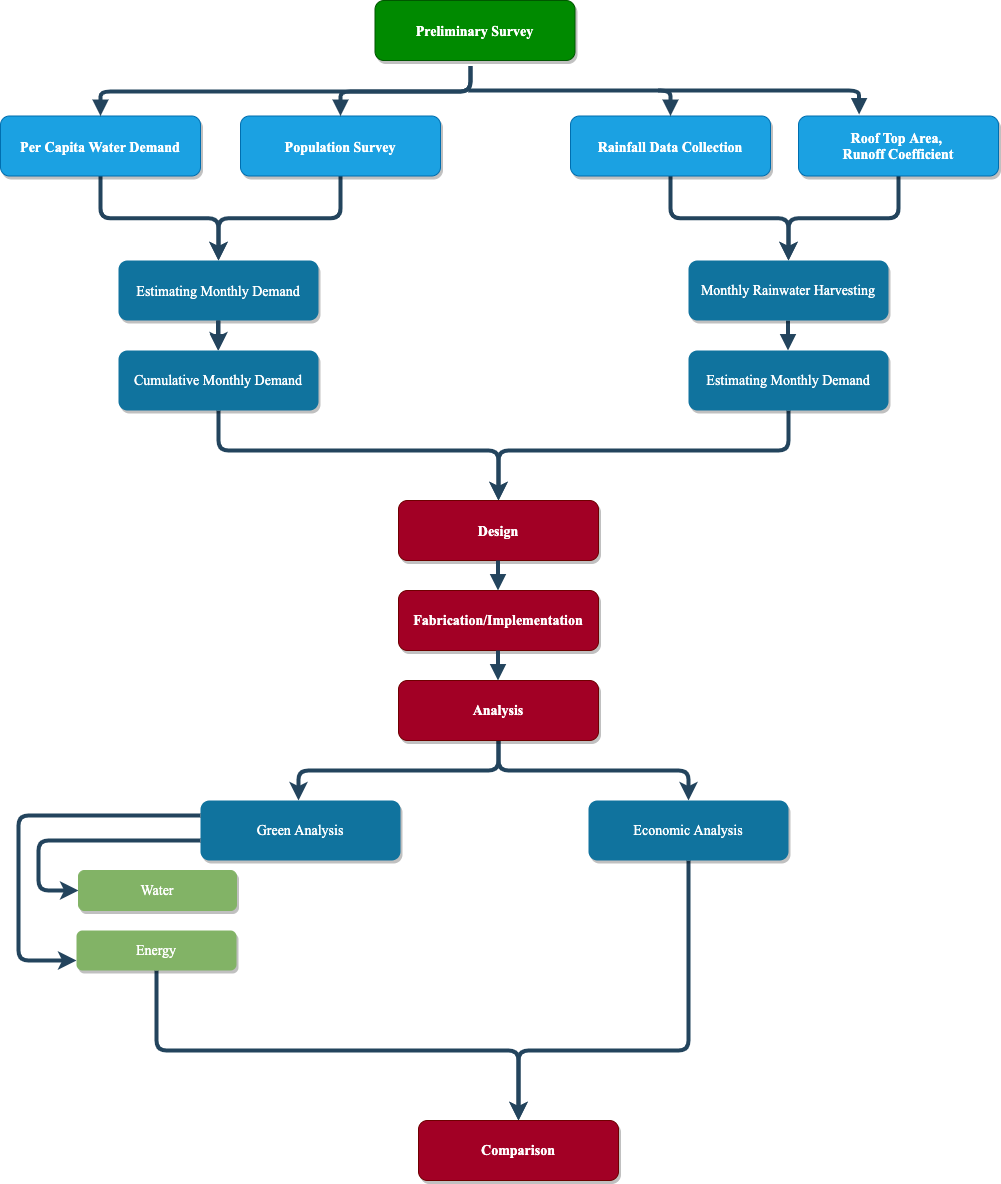 Preliminary Survey
Per Capita Water Demand
Population Survey
Rainfall Data Collection
Roof Top Area,
Runoff Coefficient
Estimating Monthly Demand
Monthly Rainwater Harvesting
Cumulative Monthly Demand
Estimating Monthly Demand
Design
Fabrication/Implementation
Analysis
Green Analysis
Economic Analysis
Water
Energy
Comparison